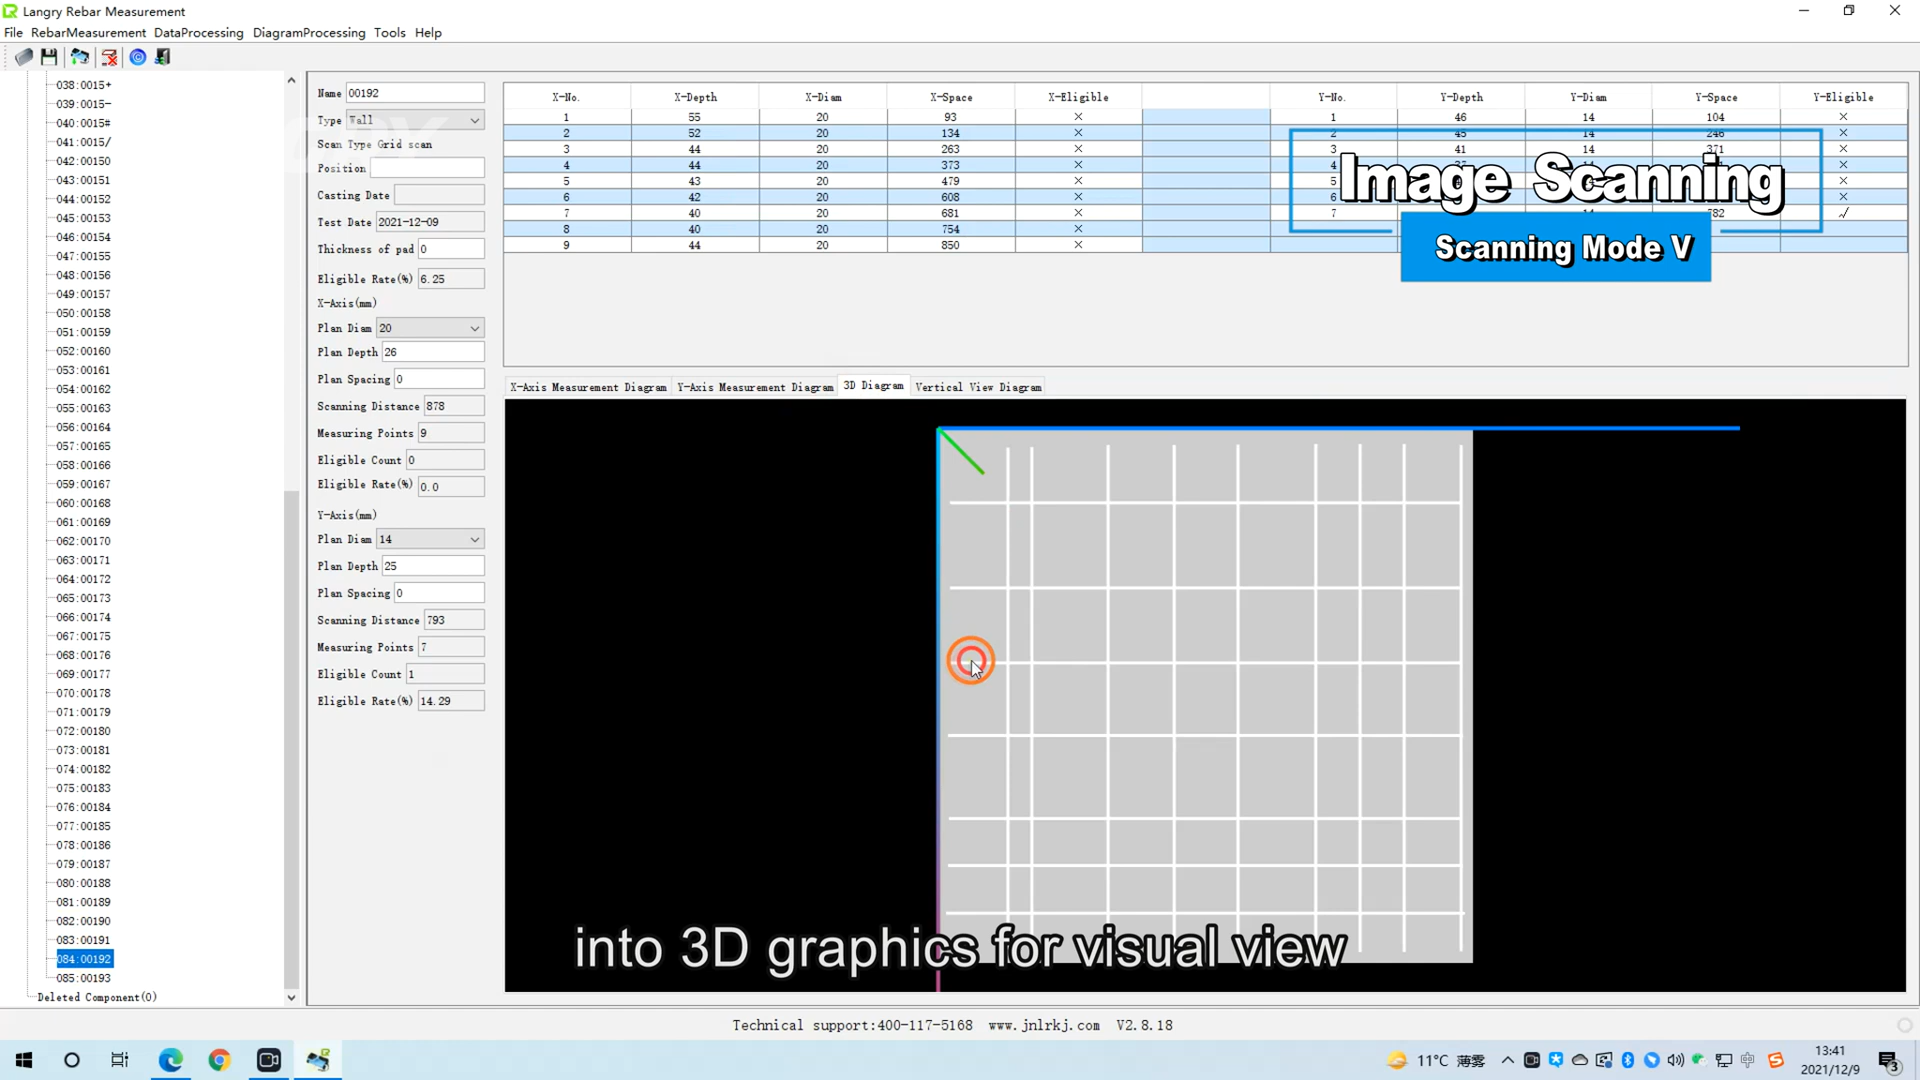 Langry Rebar Measurement
File RebarMeasurement DataProcessing DiagramProcessing Tools Help
038:0015+
039:0015-
040:0015#
041:0015/
042:00150
043:00151
044:00152
045:00153
046:00154
047:00155
048:00156
049:00157
050:00158
051:00159
052:00160
053:00161
054:00162
055:00163
056:00164
057:00165
058:00166
059:00167
060:00168
061:00169
062:00170
063:00171
064:00172
065:00173
066:00174
067:00175
068:00176
069:00177
070:00178
071:00179
072:00180
073:00181
074:00182
075:00183
076:00184
077:00185
078:00186
079:00187
080:00188
081:00189
082:00190
083:00191
084:00192
085:00193
Deleted Component(0)
Name 00192
Type Wall
Scan Type Grid scan
Position
Casting Date
Test Date 2021-12-09
Thickness of pad 0
Eligible Rate(%) 6.25
X-Axis(mm)
Plan Diam 20
Plan Depth 26
Plan Spacing 0
Scanning Distance 878
Measuring Points 9
Eligible Count 0
Eligible Rate(%) 0.0
Y-Axis(mm)
Plan Diam 14
Plan Depth 25
Plan Spacing 0
Scanning Distance 793
Measuring Points 7
Eligible Count 1
Eligible Rate(%) 14.29
X-No. X-Depth X-Diam X-Space X-Eligible Y-No. Y-Depth Y-Diam Y-Space Y-Eligible
1 55 20 93 × 1 46 14 104 ×
2 52 20 134 × 2 45 14 246 ×
3 44 20 263 × 3 41 14 371 ×
4 44 20 373 × 4 ×
5 43 20 479 × 5 ×
6 42 20 608 × 6 ×
7 40 20 681 × 7 782 √
8 40 20 754 ×
9 44 20 850 ×
Image Scanning
Scanning Mode V
X-Axis Measurement Diagram Y-Axis Measurement Diagram 3D Diagram Vertical View Diagram
into 3D graphics for visual view
Technical support:400-117-5168 www.jnlrkj.com V2.8.18
11°C 薄雾
中
13:41
2021/12/9
3